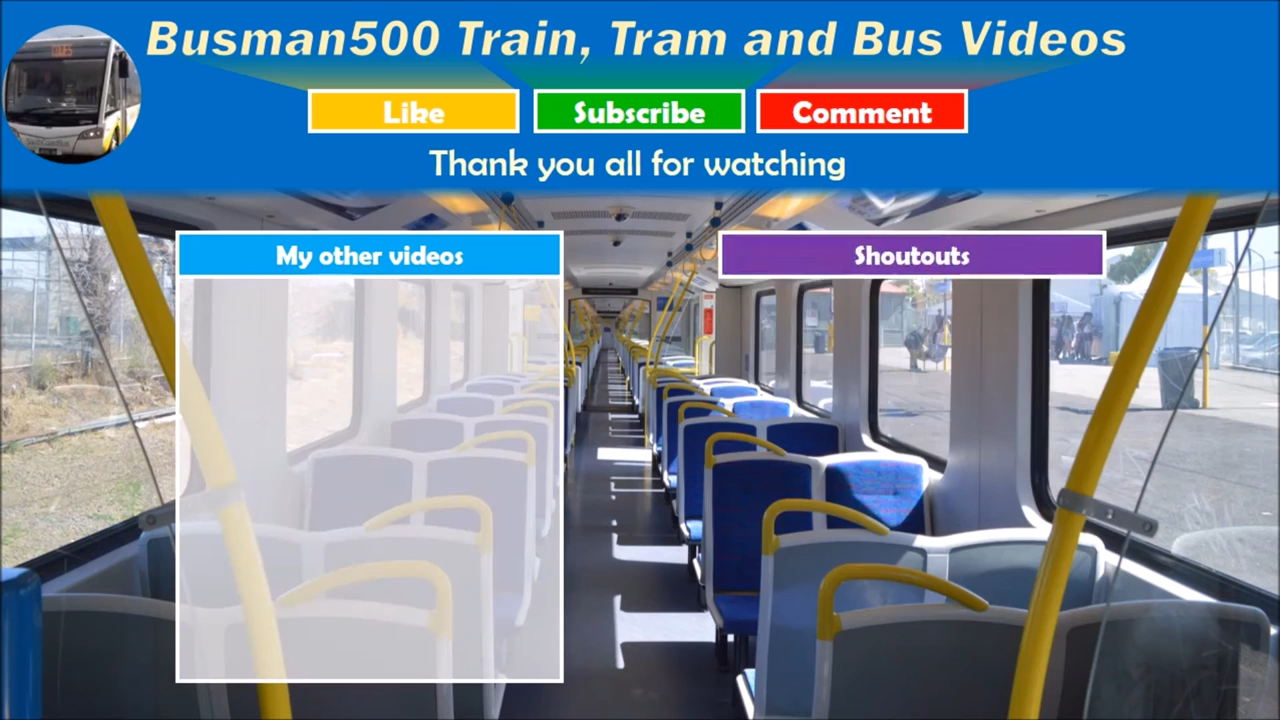 Busman500 Train, Tram and Bus Videos
Like
Subscribe
Comment
Thank you all for watching
My other videos
Shoutouts